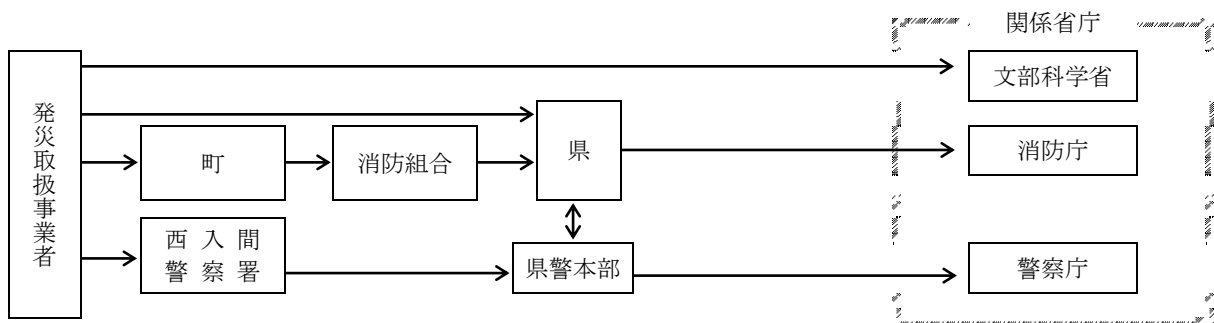 関係省庁
発災取扱事業者
文部科学省
県
町
消防組合
消防庁
西入間
警察署
県警本部
警察庁